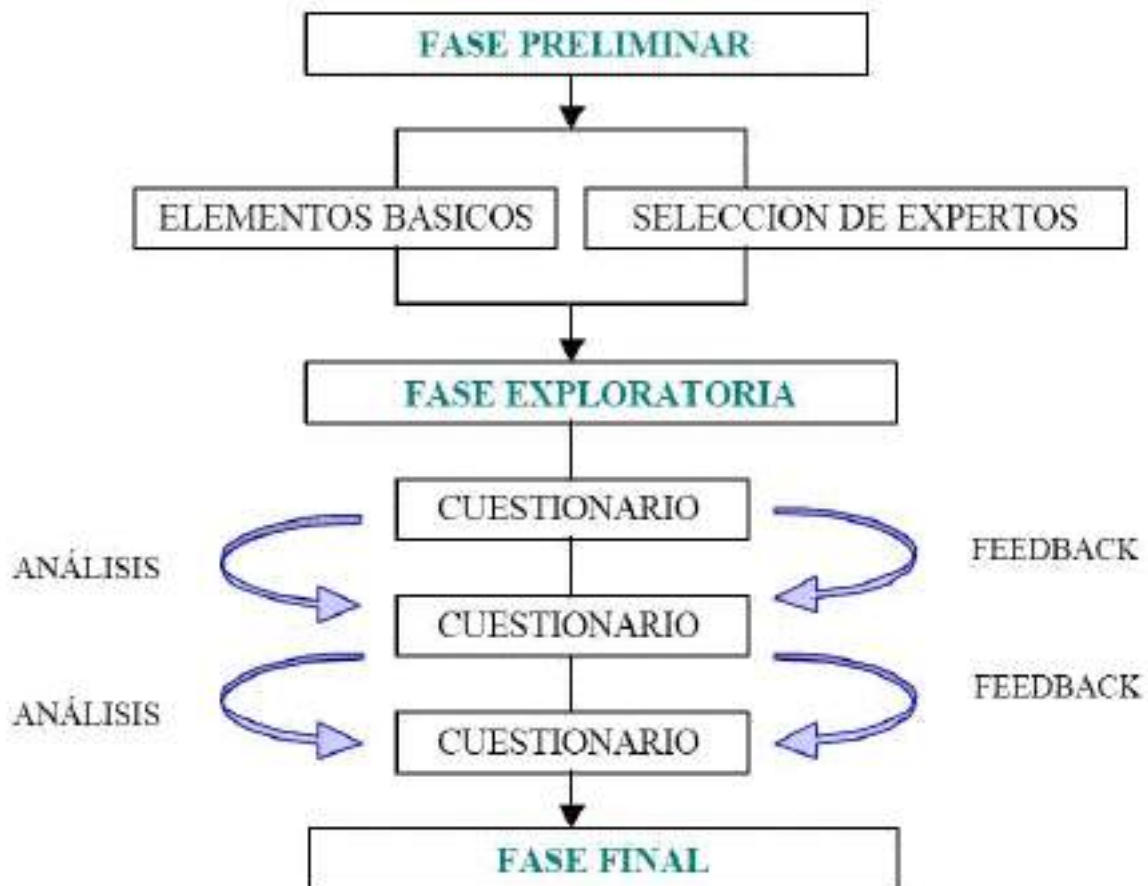 FASE PRELIMINAR
ELEMENTOS BASICOS
SELECCION DE EXPERTOS
FASE EXPLORATORIA
CUESTIONARIO
ANÁLISIS
FEEDBACK
CUESTIONARIO
ANÁLISIS
FEEDBACK
CUESTIONARIO
FASE FINAL